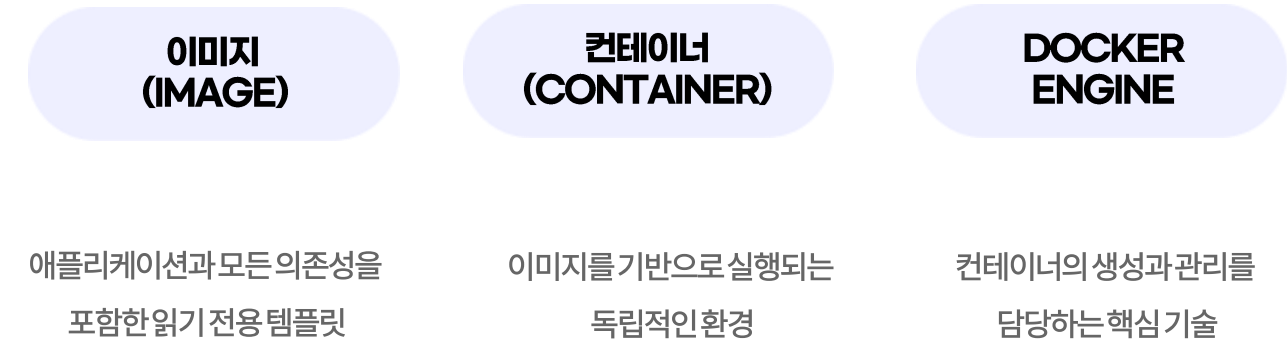 이미지
(IMAGE)
애플리케이션과 모든 의존성을
포함한 읽기 전용 템플릿
컨테이너
(CONTAINER)
이미지를 기반으로 실행되는
독립적인 환경
DOCKER
ENGINE
컨테이너의 생성과 관리를
담당하는 핵심 기술